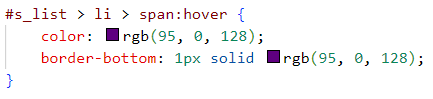 #s_list > li > span:hover {
    color: rgb(95, 0, 128);
    border-bottom: 1px solid rgb(95, 0, 128);
}